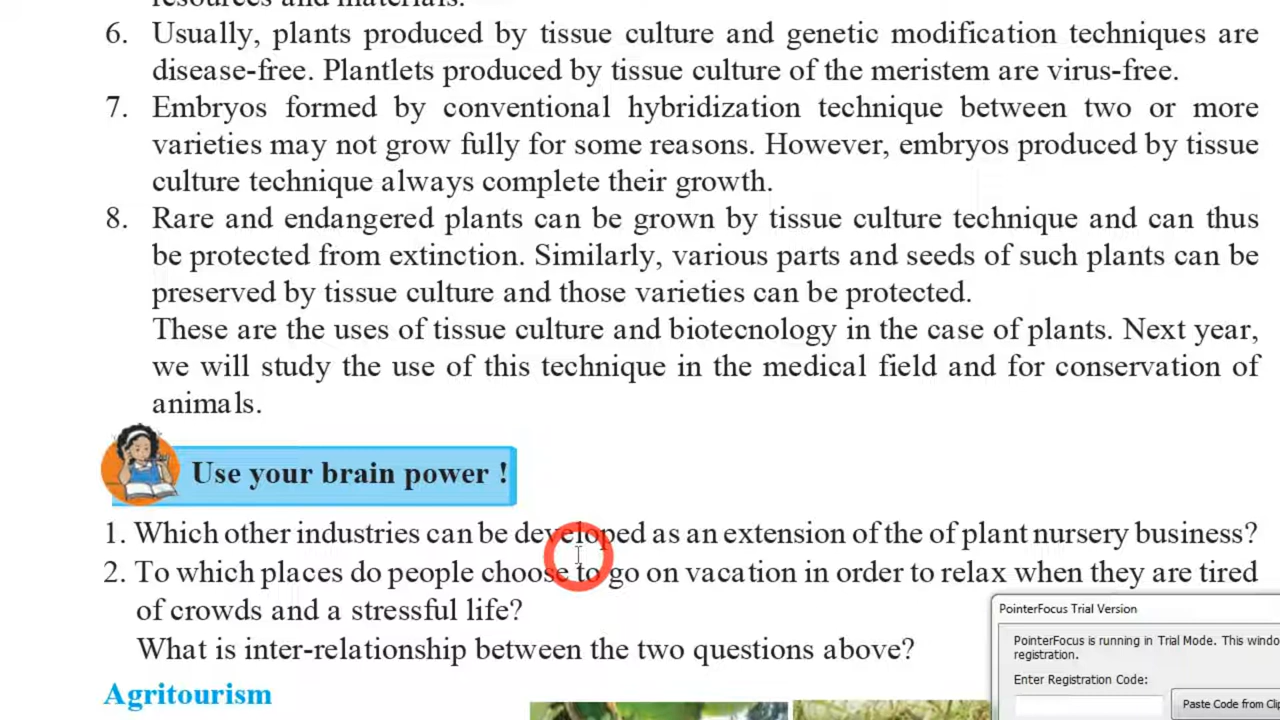 resources and materials.
6. Usually, plants produced by tissue culture and genetic modification techniques are
disease-free. Plantlets produced by tissue culture of the meristem are virus-free.
7. Embryos formed by conventional hybridization technique between two or more
varieties may not grow fully for some reasons. However, embryos produced by tissue
culture technique always complete their growth.
8. Rare and endangered plants can be grown by tissue culture technique and can thus
be protected from extinction. Similarly, various parts and seeds of such plants can be
preserved by tissue culture and those varieties can be protected.
These are the uses of tissue culture and biotecnology in the case of plants. Next year,
we will study the use of this technique in the medical field and for conservation of
animals.
Use your brain power !
1. Which other industries can be developed as an extension of the of plant nursery business?
2. To which places do people choose to go on vacation in order to relax when they are tired
of crowds and a stressful life?
What is inter-relationship between the two questions above?
Agritourism
PointerFocus Trial Version
PointerFocus is running in Trial Mode. This
registration.
Enter Registration Code:
Paste Code from